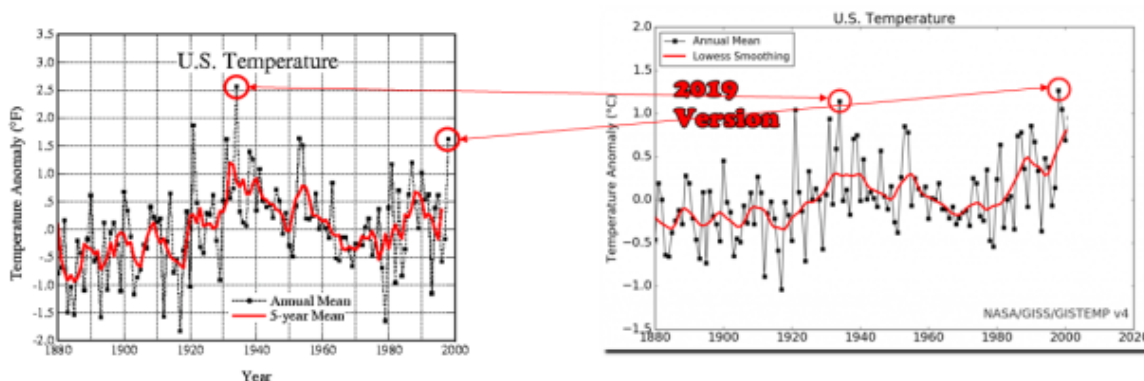 U.S. Temperature
3.5
3.0
2.5
2.0
1.5
1.0
.5
.0
-.5
-1.0
-1.5
-2.0
Temperature Anomaly (°F)
Annual Mean
5-year Mean
1880 1900 1920 1940 1960 1980 2000
Year
U.S. Temperature
2.0
1.5
1.0
0.5
0.0
−0.5
−1.0
−1.5
Temperature Anomaly (°C)
Annual Mean
Lowess Smoothing
2019
Version
NASA/GISS/GISTEMP v4
1880 1900 1920 1940 1960 1980 2000 2020